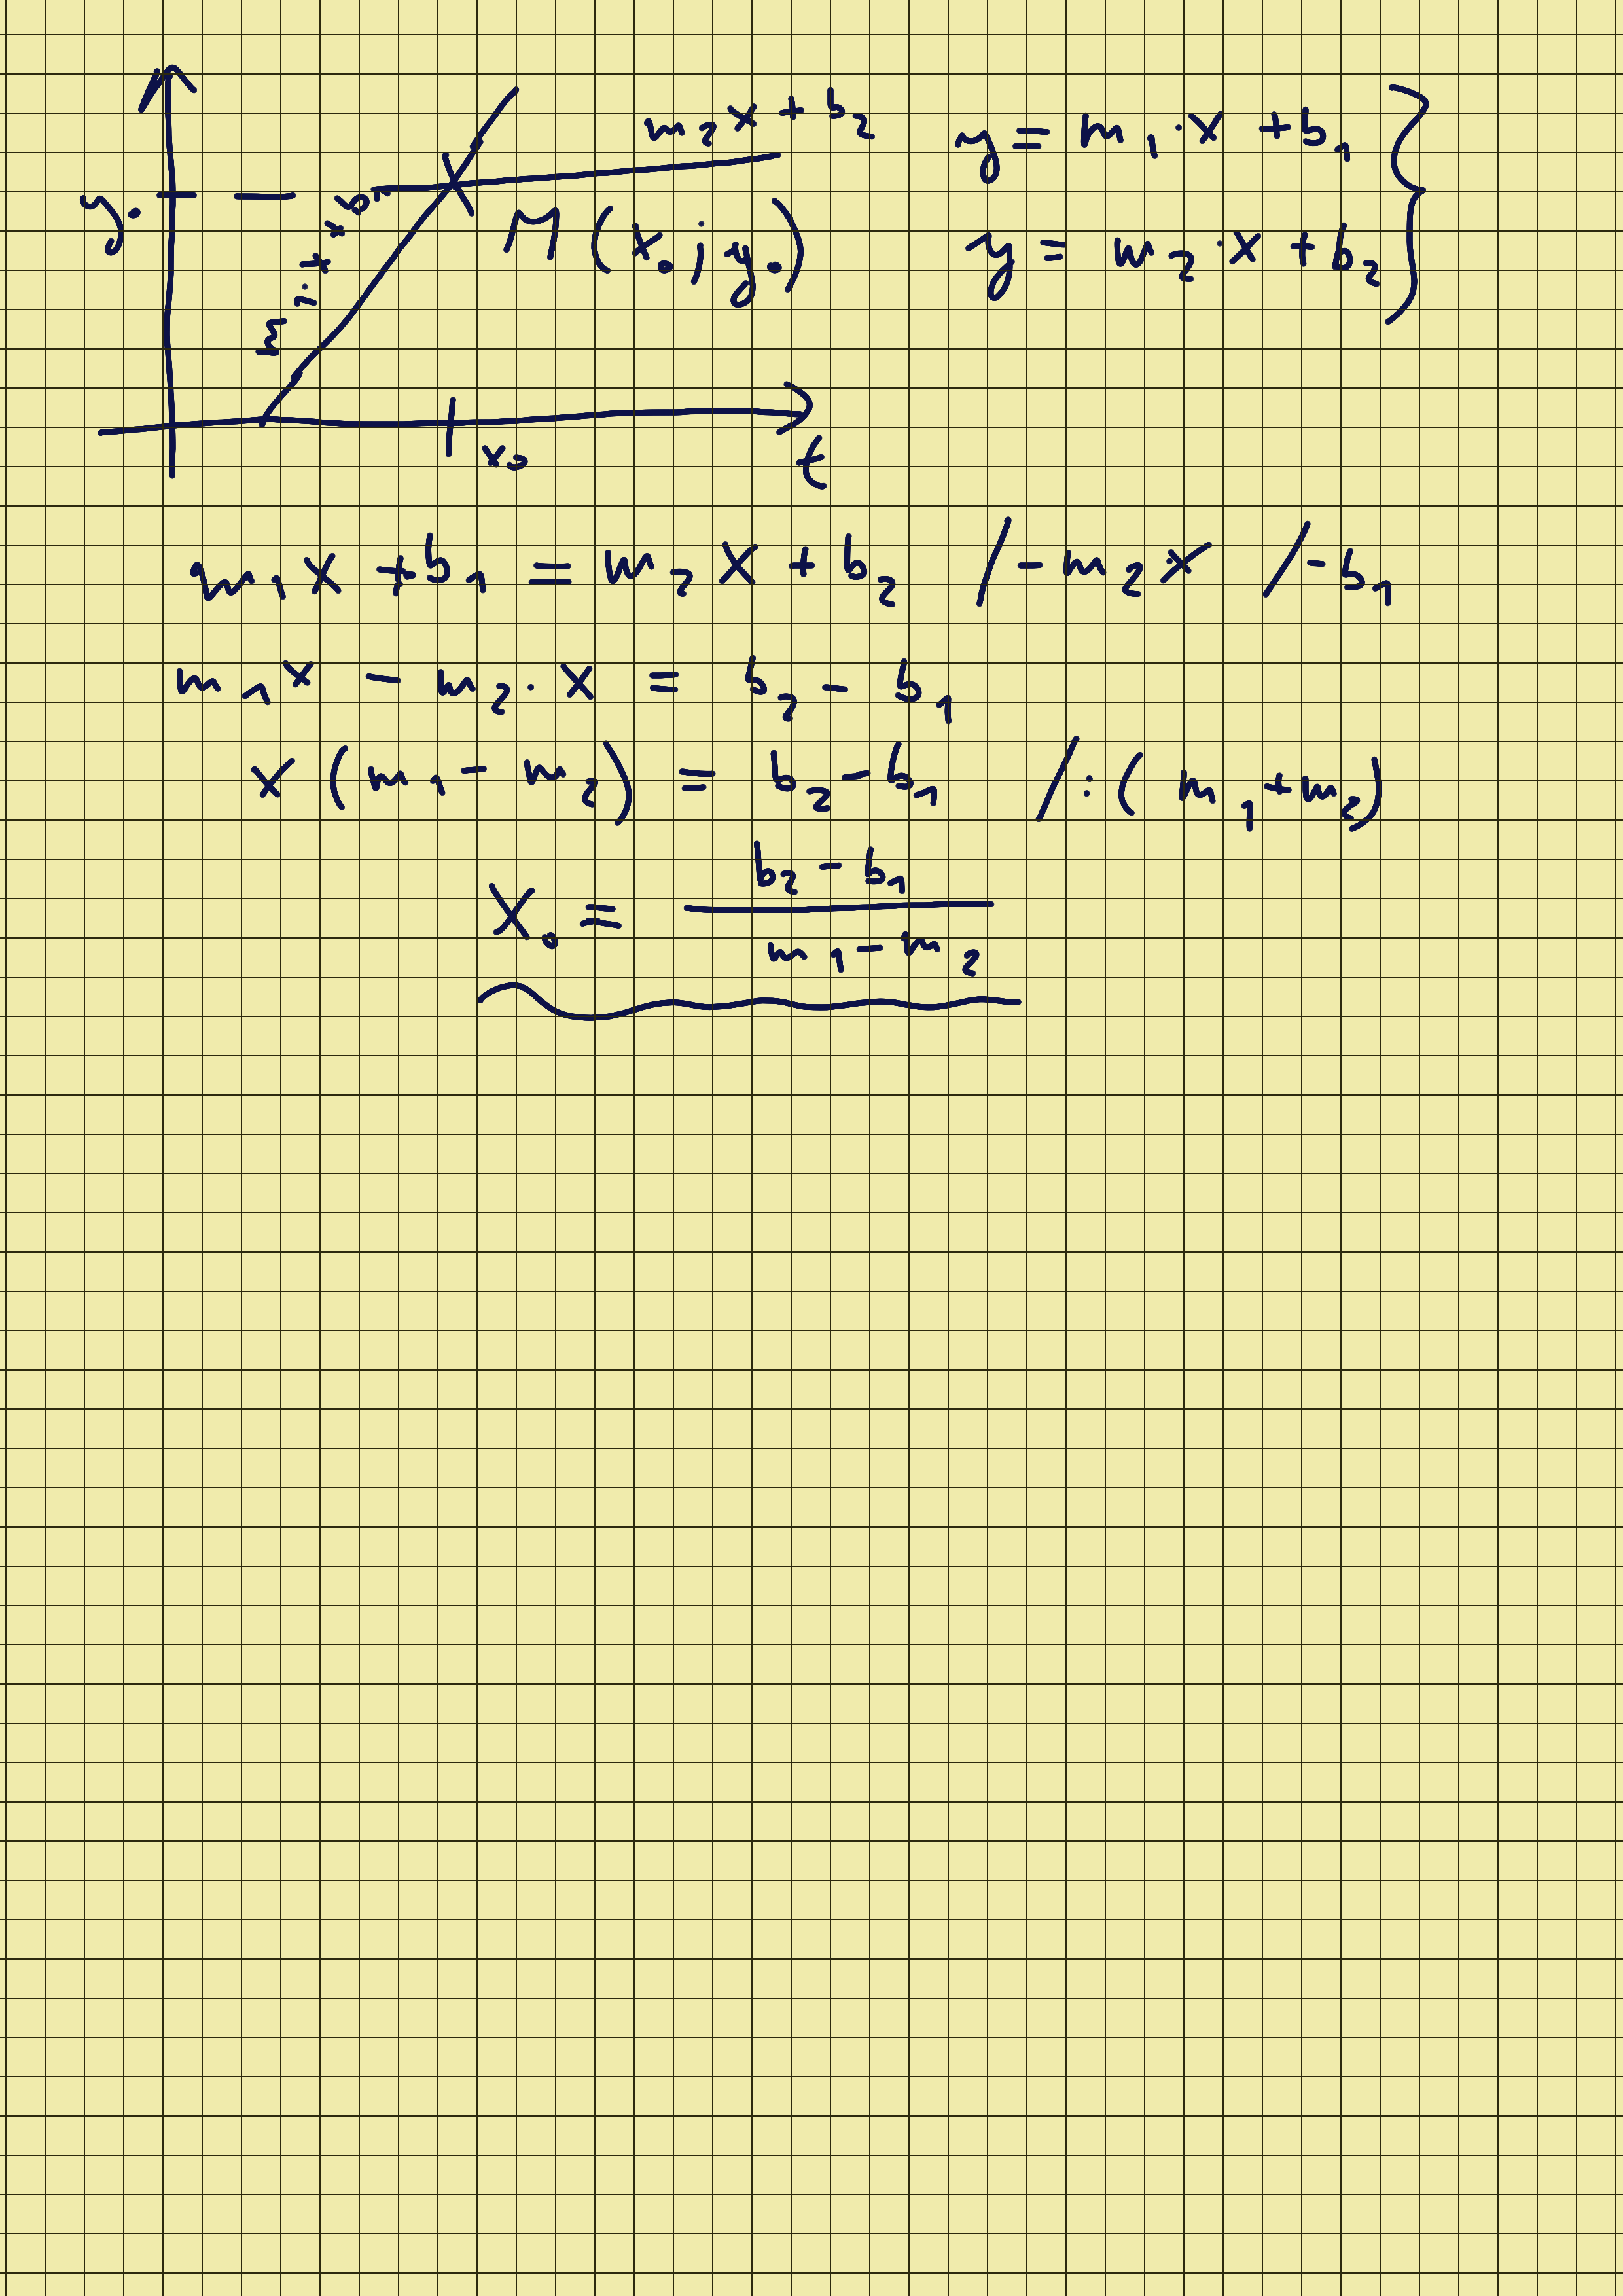 m₂x + b₂
y = m₁·x + b₁
y₀
m₁·x + b₁
M (x₀; y₀)
y = m₂·x + b₂
x₀
t
m₁x + b₁ = m₂x + b₂ / - m₂x / - b₁
m₁x - m₂·x = b₂ - b₁
x (m₁ - m₂) = b₂ - b₁ / : (m₁ + m₂)
x₀ = b₂ - b₁
m₁ - m₂